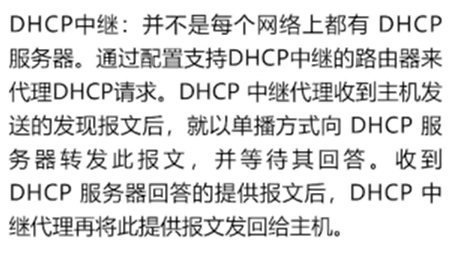 DHCP中继：并不是每个网络上都有 DHCP
服务器。通过配置支持DHCP中继的路由器来
代理DHCP请求。DHCP 中继代理收到主机发
送的发现报文后，就以单播方式向 DHCP 服
务器转发此报文，并等待其回答。收到
DHCP 服务器回答的提供报文后，DHCP 中
继代理再将此提供报文发回给主机。